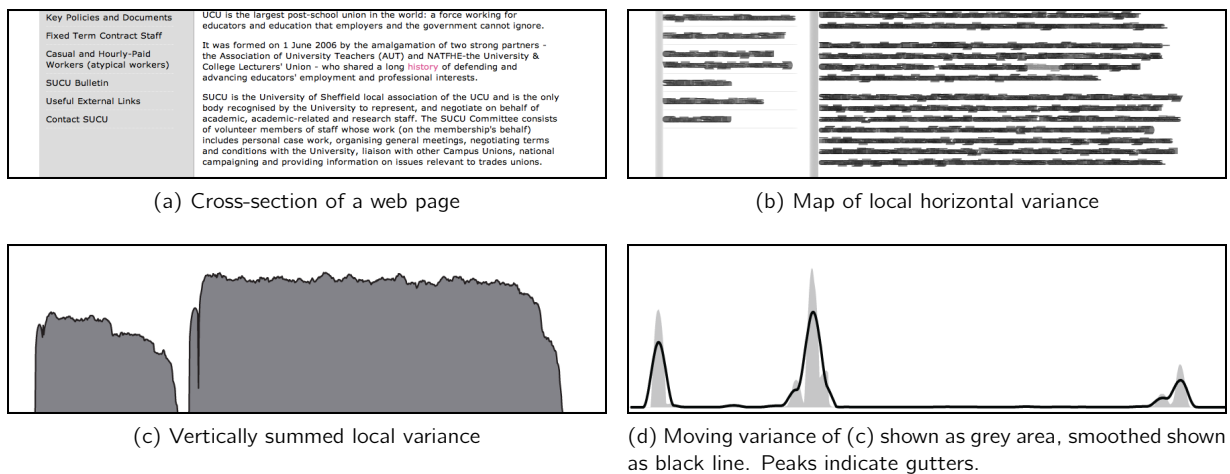 Key Policies and Documents
Fixed Term Contract Staff
Casual and Hourly-Paid
Workers (atypical workers)
SUCU Bulletin
Useful External Links
Contact SUCU
UCU is the largest post-school union in the world: a force working for
educators and education that employers and the government cannot ignore.
It was formed on 1 June 2006 by the amalgamation of two strong partners -
the Association of University Teachers (AUT) and NATFHE-the University &
College Lecturers' Union - who shared a long history of defending and
advancing educators' employment and professional interests.
SUCU is the University of Sheffield local association of the UCU and is the only
body recognised by the University to represent, and negotiate on behalf of
academic, academic-related and research staff. The SUCU Committee consists
of volunteer members of staff whose work (on the membership's behalf)
includes personal case work, organising general meetings, negotiating terms
and conditions with the University, liaison with other Campus Unions, national
campaigning and providing information on issues relevant to trades unions.
(a) Cross-section of a web page
(b) Map of local horizontal variance
(c) Vertically summed local variance
(d) Moving variance of (c) shown as grey area, smoothed shown
as black line. Peaks indicate gutters.